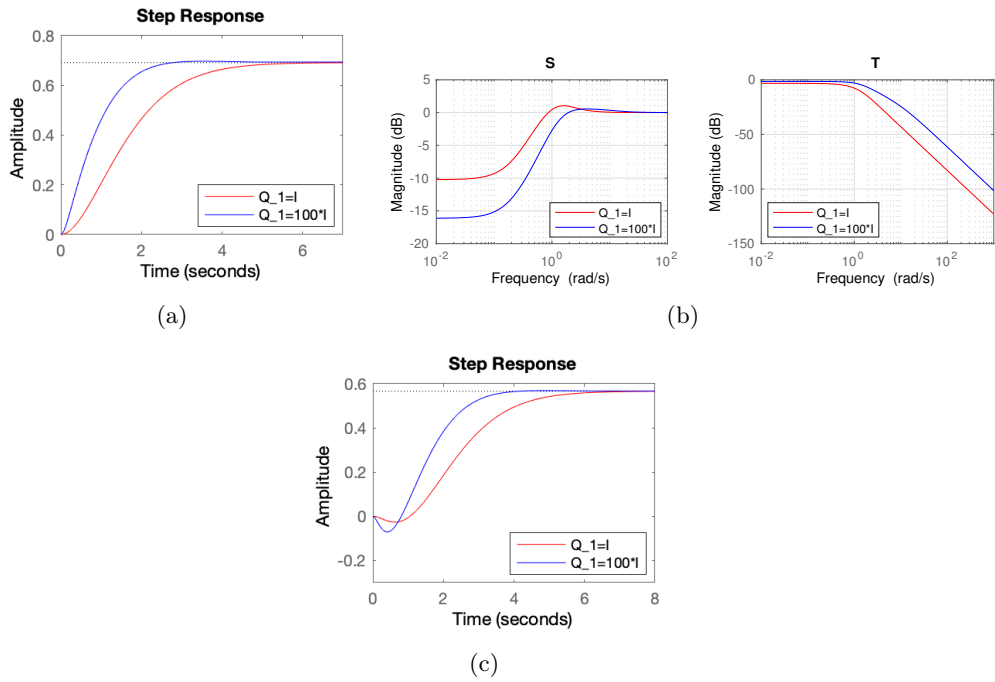 Step Response
0.8
0.6
0.4
0.2
0
0 2 4 6
Amplitude
Time (seconds)
Q_1=I
Q_1=100*I
(a)
S
5
0
-5
-10
-15
-20
10^-2 10^0 10^2
Magnitude (dB)
Frequency (rad/s)
Q_1=I
Q_1=100*I
T
0
-50
-100
-150
10^-2 10^0 10^2
Magnitude (dB)
Frequency (rad/s)
Q_1=I
Q_1=100*I
(b)
Step Response
0.6
0.4
0.2
0
-0.2
0 2 4 6 8
Amplitude
Time (seconds)
Q_1=I
Q_1=100*I
(c)